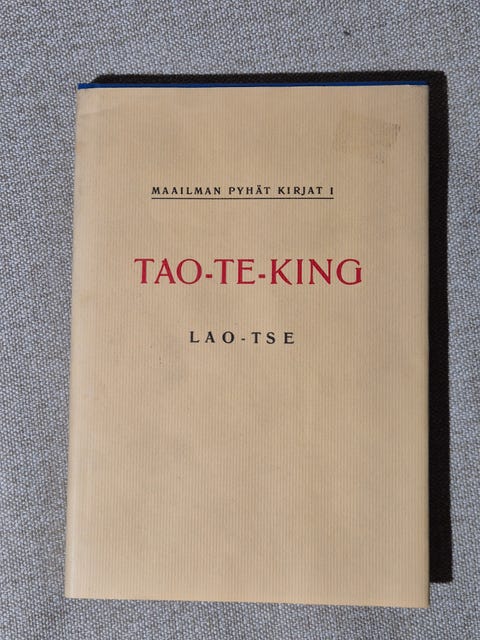 MAAILMAN PYHÄT KIRJAT I
TAO-TE-KING
LAO-TSE